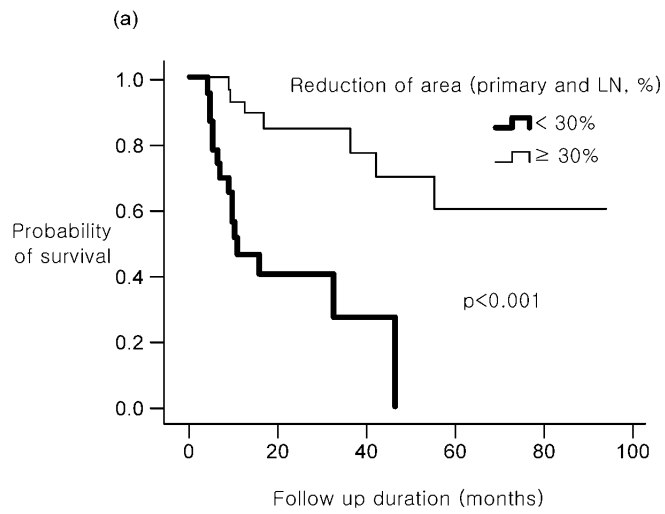 (a)
Reduction of area (primary and LN, %)
< 30%
≥ 30%
1.0
0.8
0.6
0.4
0.2
0.0
Probability
of survival
p<0.001
0 20 40 60 80 100
Follow up duration (months)